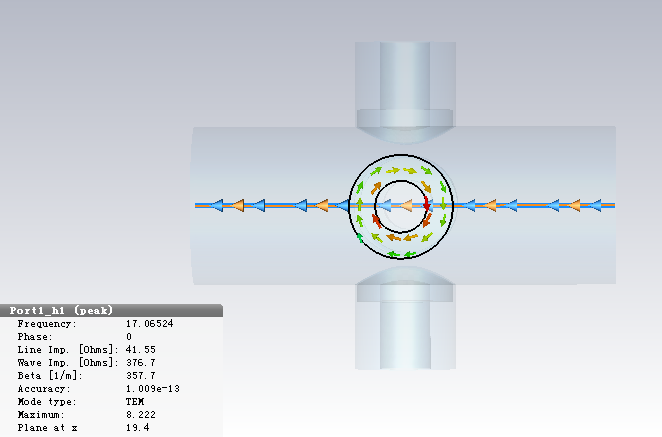 Port1_h1 (peak)
Frequency: 17.06524
Phase: 0
Line Imp. [Ohms]: 41.55
Wave Imp. [Ohms]: 376.7
Beta [1/m]: 357.7
Accuracy: 1.009e-13
Mode type: TEM
Maximum: 8.222
Plane at x 19.4